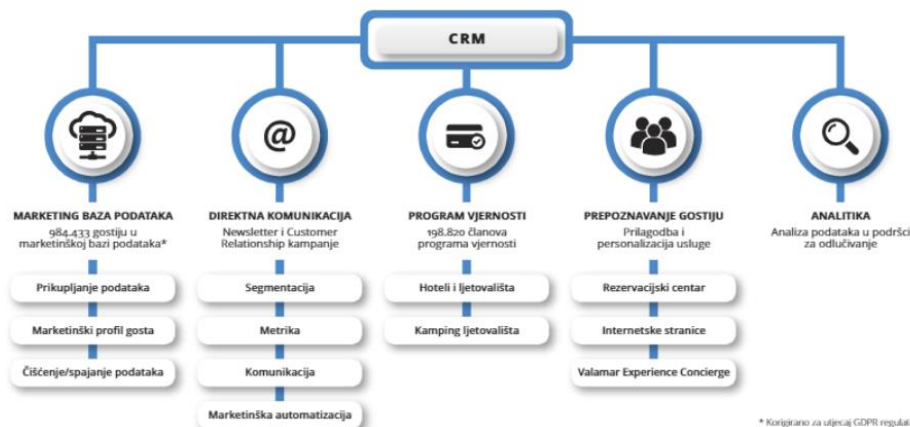 CRM
@
MARKETING BAZA PODATAKA
984.433 gostiju u
marketinškoj bazi podataka*
Prikupljanje podataka
Marketinški profil gosta
Čišćenje/spajanje podataka
DIREKTNA KOMUNIKACIJA
Newsletter i Customer
Relationship kampanje
Segmentacija
Metrika
Komunikacija
Marketinška automatizacija
PROGRAM VJERNOSTI
198.820 članova
programa vjernosti
Hoteli i ljetovališta
Kamping ljetovališta
PREPOZNAVANJE GOSTIJU
Prilagodba i
personalizacija usluge
Rezervacijski centar
Internetske stranice
Valamar Experience Concierge
ANALITIKA
Analiza podataka u podršci
za odlučivanje
* Korigirano za utjecaj GDPR